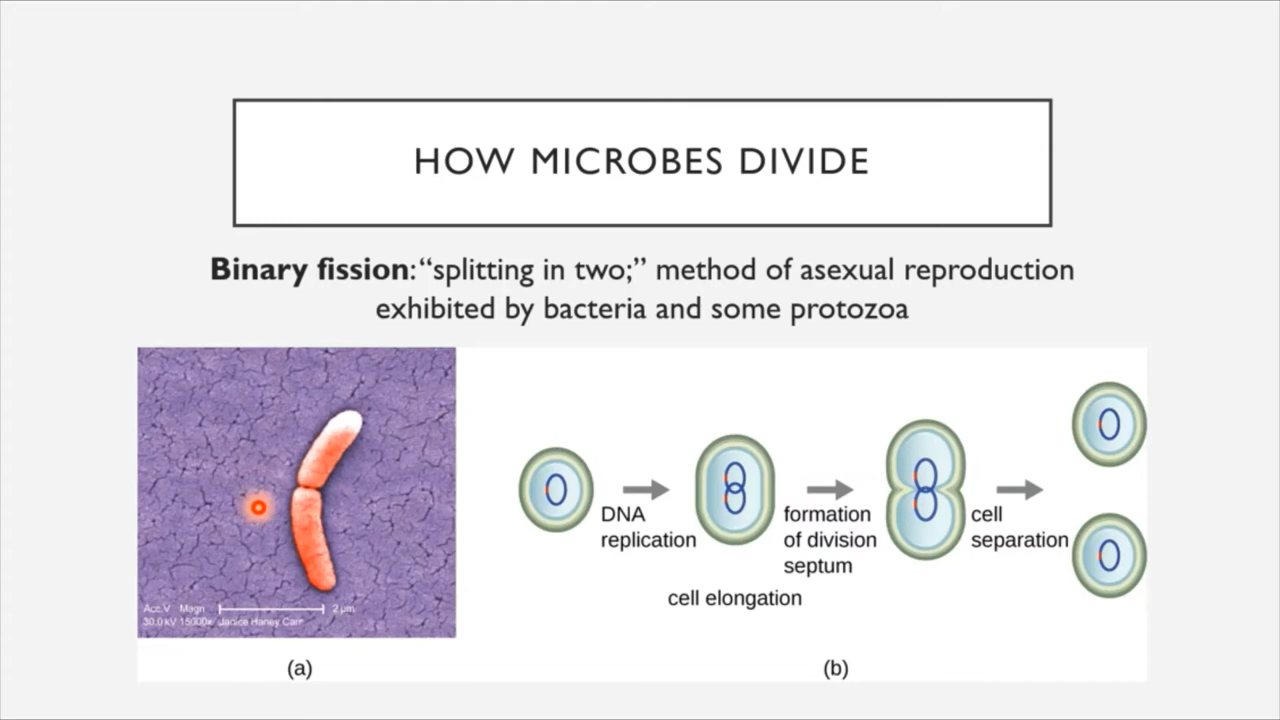 HOW MICROBES DIVIDE
Binary fission: “splitting in two;” method of asexual reproduction
exhibited by bacteria and some protozoa
Acc.V Magn 2 µm
30.0 kV 15000x Janice Haney Carr
(a)
DNA
replication
formation
of division
septum
cell
separation
cell elongation
(b)